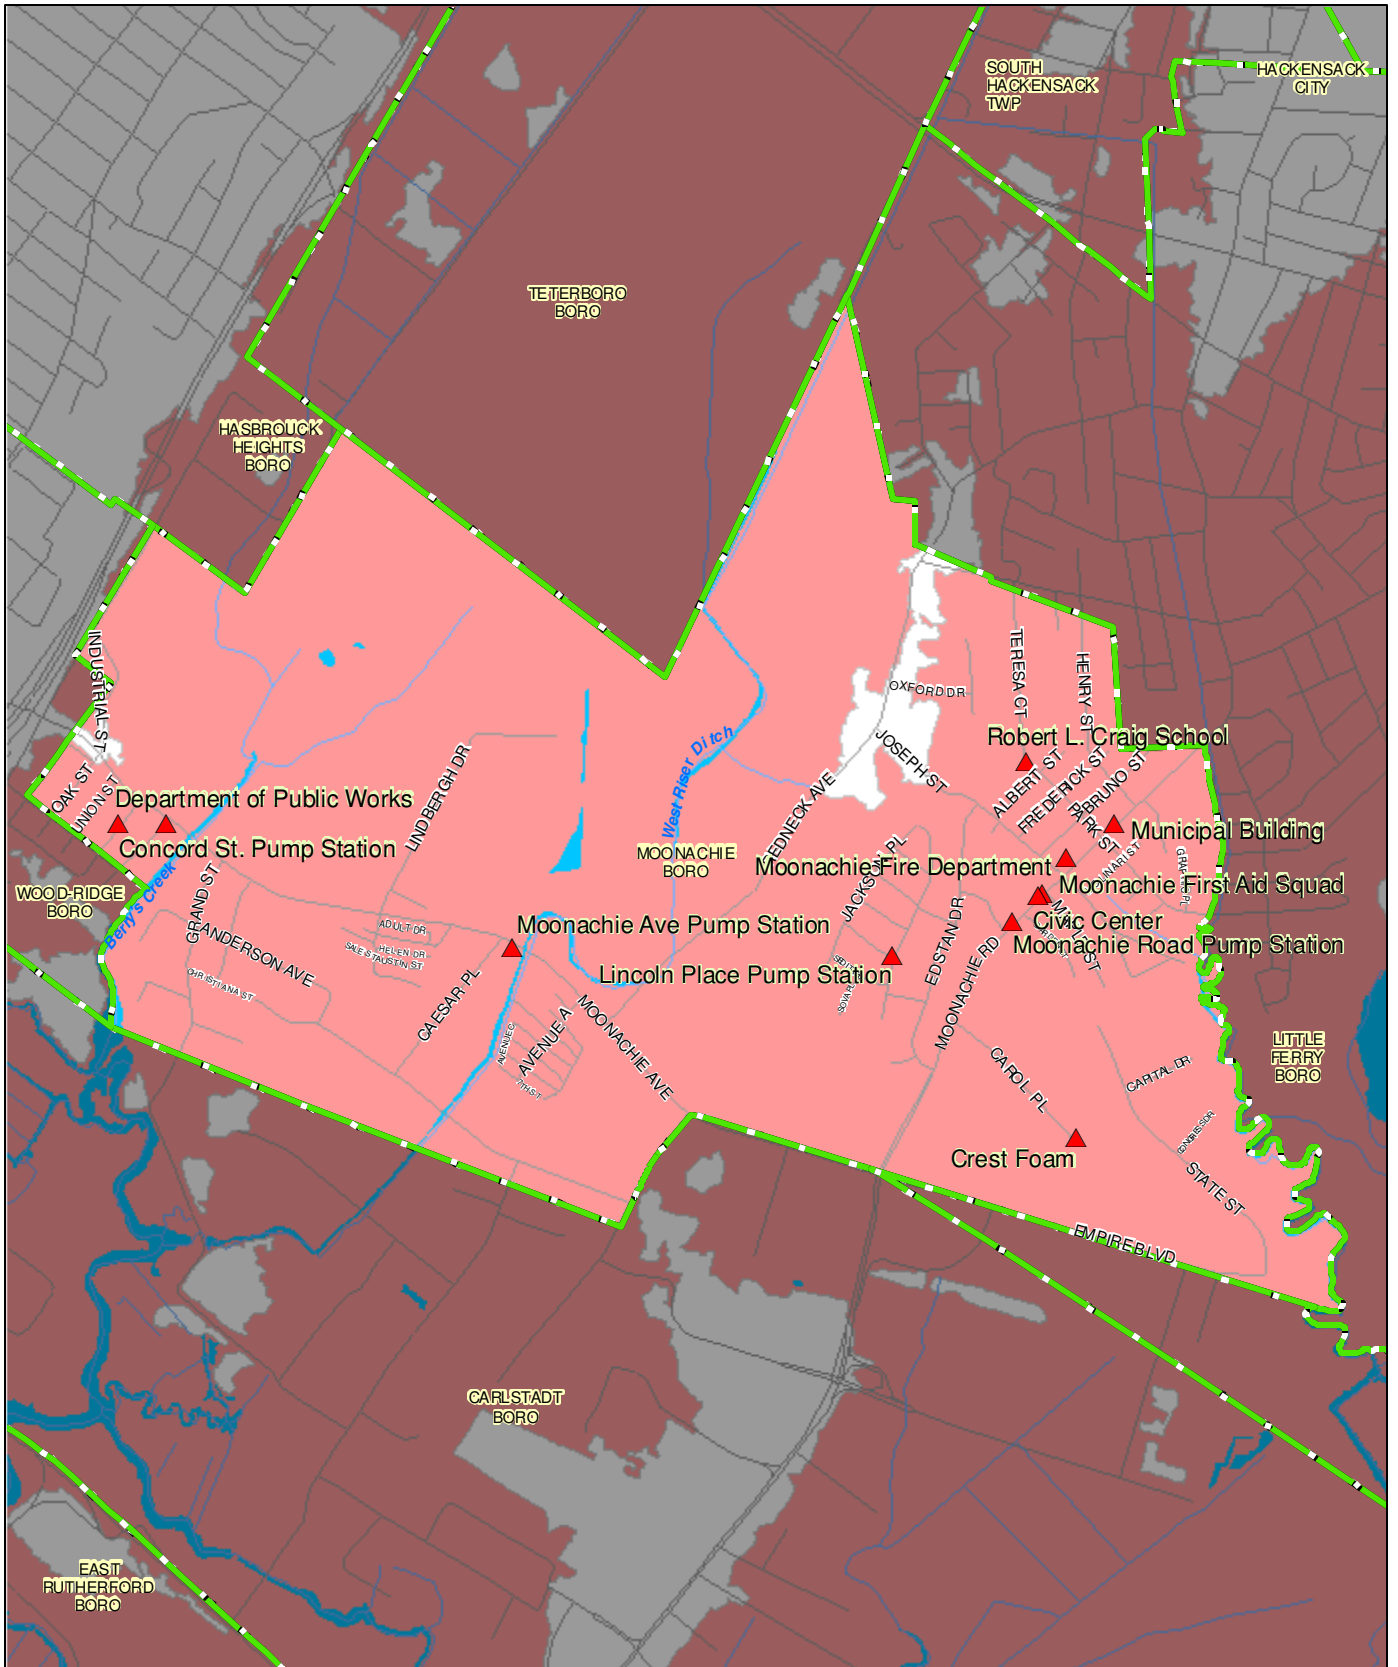 SOUTH
HACKENSACK
TWP
HACKENSACK
CITY
TETERBORO
BORO
HASBROUCK
HEIGHTS
BORO
INDUSTRIAL ST
TERESA CT
HENRY ST
OXFORD DR
West Riser Ditch
JOSEPH ST
Robert L. Craig School
LINDBERGH DR
OAK ST
UNION ST
ALBERT ST
FREDERICK ST
BRUNO ST
PARK ST
Department of Public Works
Municipal Building
Concord St. Pump Station
MOONACHIE
BORO
Moonachie Fire Department
JACKSON PL
Moonachie First Aid Squad
WOOD-RIDGE
BORO
Berry's Creek
GRAND ST
ANDERSON AVE
ADULT DR
HELEN DR
Moonachie Ave Pump Station
Civic Center
Moonachie Road Pump Station
EDSTAN DR
MOONACHIE RD
Lincoln Place Pump Station
CHRISTIANA ST
CAESAR PL
AVENUE C
AVENUE A
7TH ST
MOONACHIE AVE
CAROL PL
CAPITAL DR
LITTLE
FERRY
BORO
CONGRESS DR
Crest Foam
STATE ST
EMPIRE BLVD
CARLSTADT
BORO
EAST
RUTHERFORD
BORO